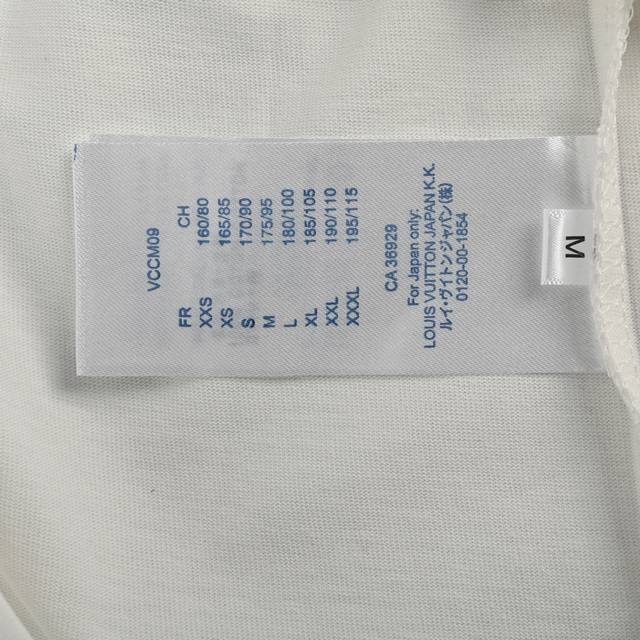 VCCM09
FR CH
XXS 160/80
XS 165/85
S 170/90
M 175/95
L 180/100
XL 185/105
XXL 190/110
XXXL 195/115
CA 36929
For Japan only:
LOUIS VUITTON JAPAN K.K.
ルイ・ヴィトンジャパン(株)
0120-00-1854
M